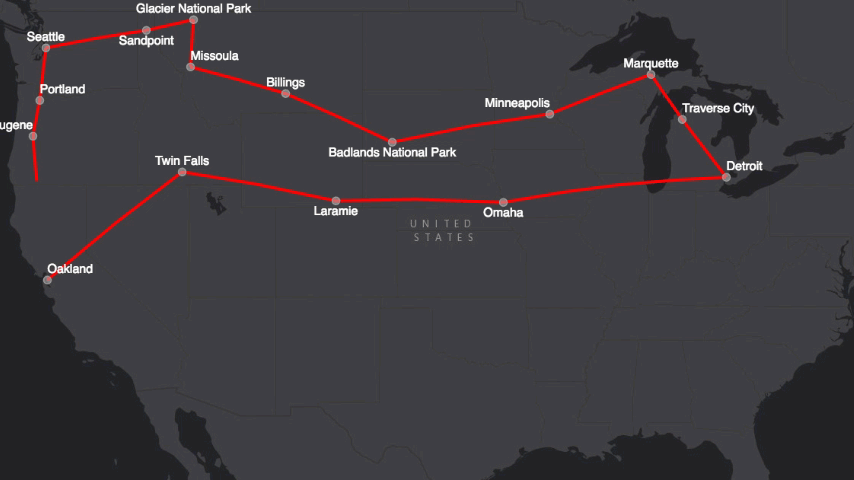 Glacier National Park
Seattle
Sandpoint
Missoula
Marquette
Billings
Portland
Minneapolis
Traverse City
ugene
Badlands National Park
Twin Falls
Detroit
Laramie
Omaha
UNITED
STATES
Oakland